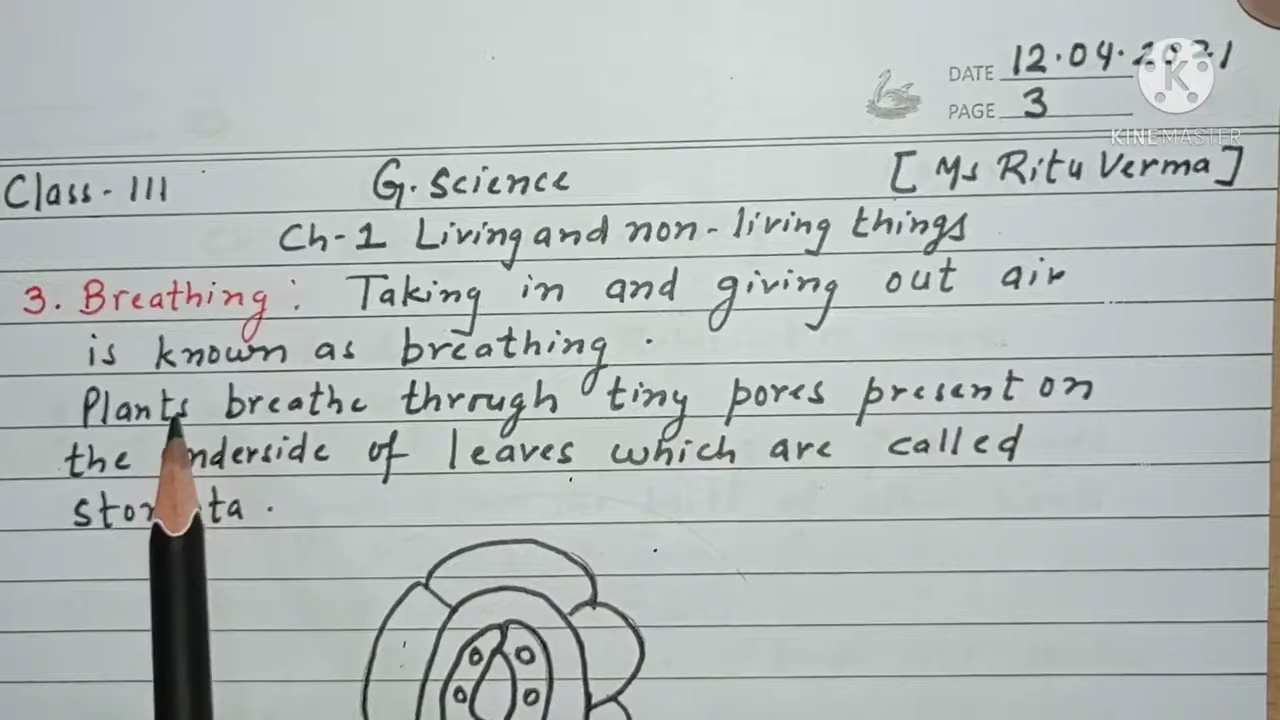 DATE 12.04.2021
PAGE 3
KINEMASTER
Class-III G.Science [Ms Ritu Verma]
Ch-1 Living and non-living things
3. Breathing: Taking in and giving out air
is known as breathing.
Plants breathe through tiny pores present on
the underside of leaves which are called
stomata.